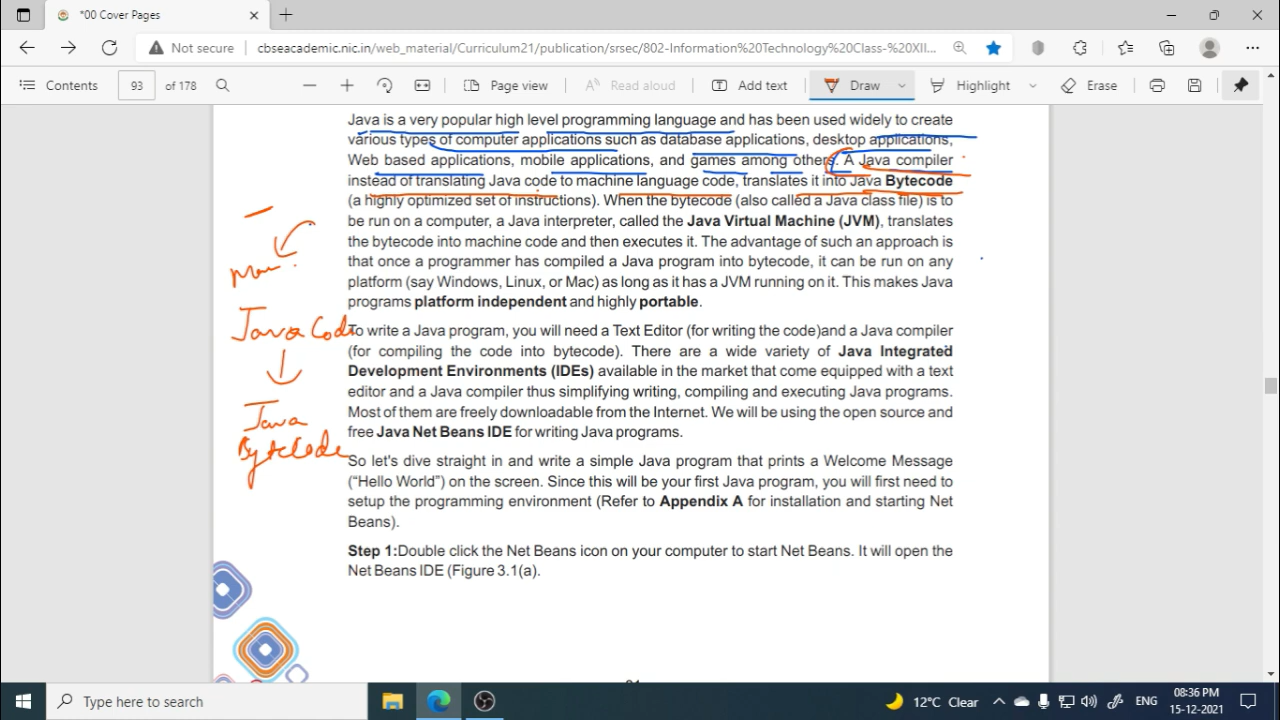 *00 Cover Pages
Not secure
cbseacademic.nic.in/web_material/Curriculum21/publication/srsec/802-Information%20Technology%20Class-%20XII...
Contents
93
of 178
Page view
Read aloud
Add text
Draw
Highlight
Erase
Java is a very popular high level programming language and has been used widely to create
various types of computer applications such as database applications, desktop applications,
Web based applications, mobile applications, and games among others. A Java compiler
instead of translating Java code to machine language code, translates it into Java Bytecode
(a highly optimized set of instructions). When the bytecode (also called a Java class file) is to
be run on a computer, a Java interpreter, called the Java Virtual Machine (JVM), translates
the bytecode into machine code and then executes it. The advantage of such an approach is
that once a programmer has compiled a Java program into bytecode, it can be run on any
platform (say Windows, Linux, or Mac) as long as it has a JVM running on it. This makes Java
programs platform independent and highly portable.
Java Code
Java
ByteCode
To write a Java program, you will need a Text Editor (for writing the code)and a Java compiler
(for compiling the code into bytecode). There are a wide variety of Java Integrated
Development Environments (IDEs) available in the market that come equipped with a text
editor and a Java compiler thus simplifying writing, compiling and executing Java programs.
Most of them are freely downloadable from the Internet. We will be using the open source and
free Java Net Beans IDE for writing Java programs.
So let's dive straight in and write a simple Java program that prints a Welcome Message
("Hello World") on the screen. Since this will be your first Java program, you will first need to
setup the programming environment (Refer to Appendix A for installation and starting Net
Beans).
Step 1:Double click the Net Beans icon on your computer to start Net Beans. It will open the
Net Beans IDE (Figure 3.1(a).
Type here to search
12°C Clear
ENG
08:36 PM
15-12-2021